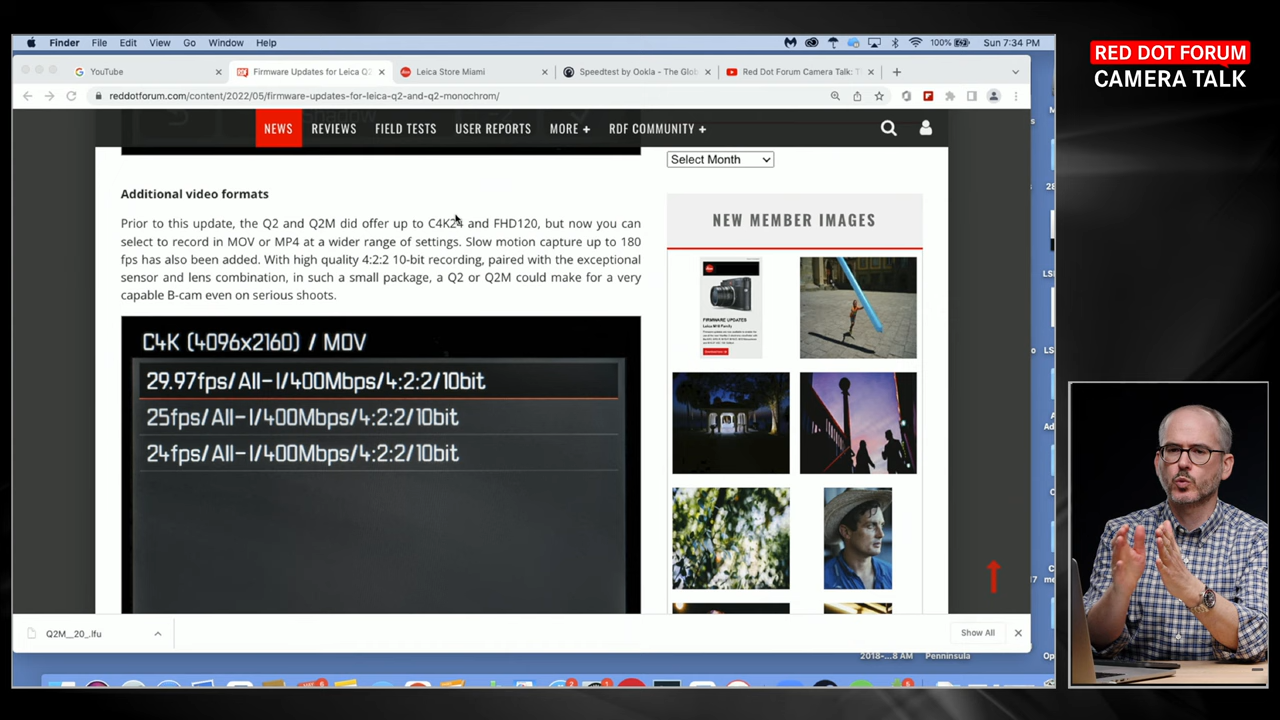 Finder File Edit View Go Window Help
100%
Sun 7:34 PM
RED DOT FORUM
CAMERA TALK
YouTube
Firmware Updates for Leica Q2
Leica Store Miami
Speedtest by Ookla - The Glob
Red Dot Forum Camera Talk: T
reddotforum.com/content/2022/05/firmware-updates-for-leica-q2-and-q2-monochrom/
NEWS REVIEWS FIELD TESTS USER REPORTS MORE + RDF COMMUNITY +
Select Month
Additional video formats
Prior to this update, the Q2 and Q2M did offer up to C4K24 and FHD120, but now you can
select to record in MOV or MP4 at a wider range of settings. Slow motion capture up to 180
fps has also been added. With high quality 4:2:2 10-bit recording, paired with the exceptional
sensor and lens combination, in such a small package, a Q2 or Q2M could make for a very
capable B-cam even on serious shoots.
NEW MEMBER IMAGES
FIRMWARE UPDATES
C4K (4096x2160) / MOV
29.97fps/All-I/400Mbps/4:2:2/10bit
25fps/All-I/400Mbps/4:2:2/10bit
24fps/All-I/400Mbps/4:2:2/10bit
Q2M__20_.lfu
Show All
2018-...8 AM
Penninsula